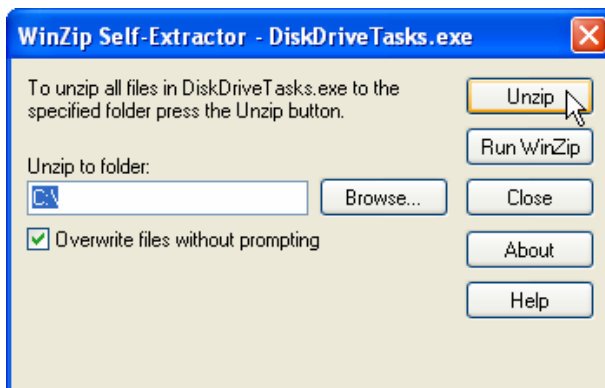 WinZip Self-Extractor - DiskDriveTasks.exe
To unzip all files in DiskDriveTasks.exe to the
specified folder press the Unzip button.
Unzip to folder:
C:\
Browse...
Overwrite files without prompting
Unzip
Run WinZip
Close
About
Help